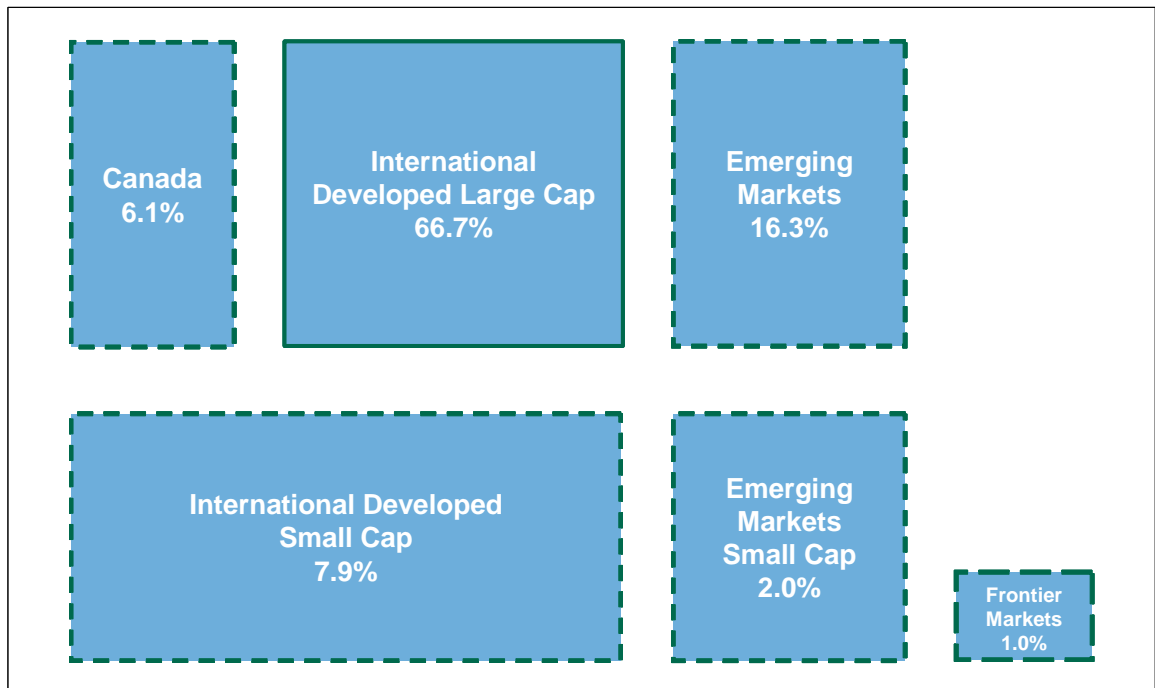 Canada
6.1%
International
Developed Large Cap
66.7%
Emerging
Markets
16.3%
International Developed
Small Cap
7.9%
Emerging
Markets
Small Cap
2.0%
Frontier
Markets
1.0%